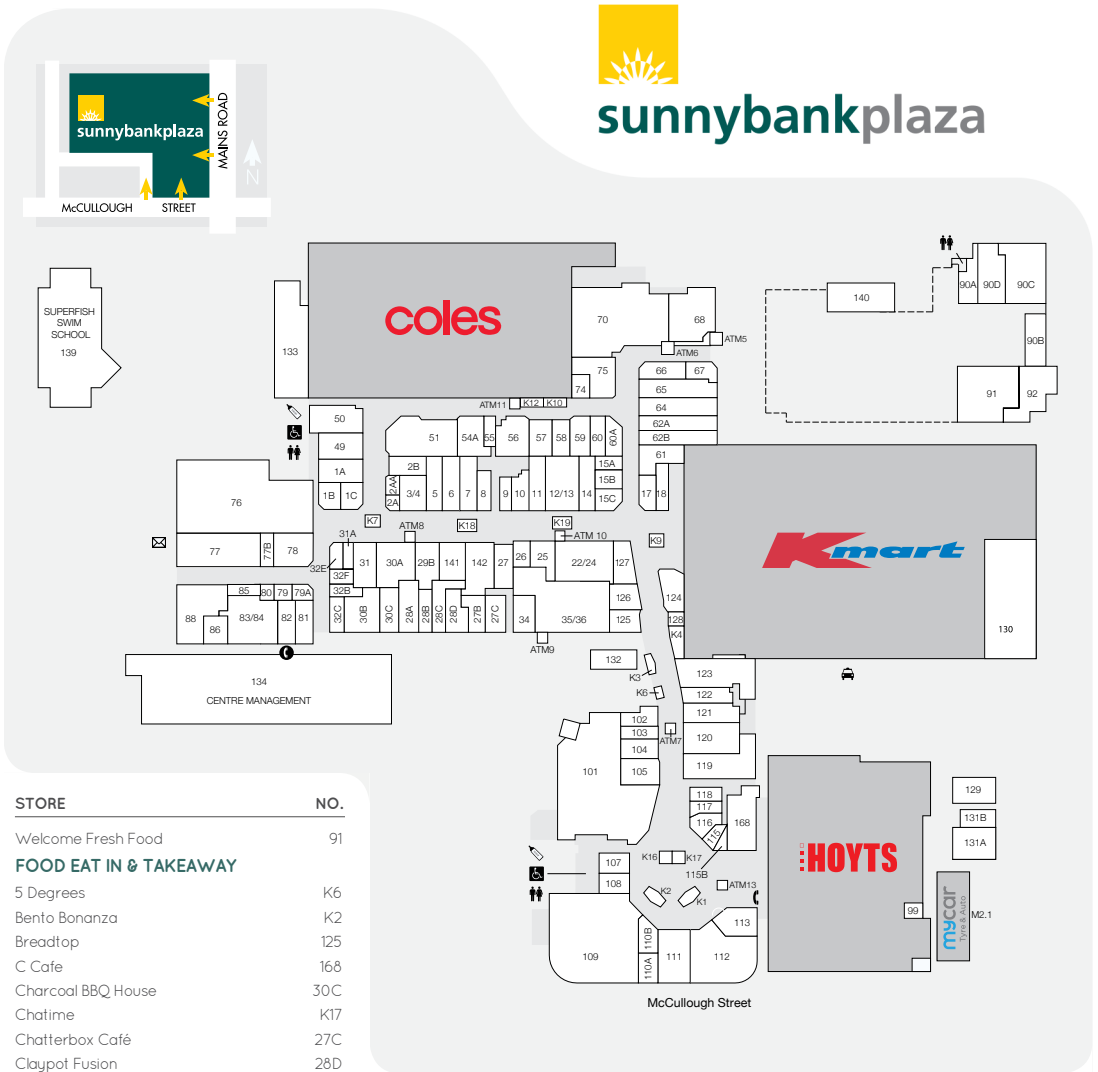 sunnybankplaza
sunnybankplaza
MAINS ROAD
N
McCULLOUGH STREET
SUPERFISH
SWIM
SCHOOL
139
133
coles
70
68
ATM5
ATM6
75
74
ATM11
K12
K10
66
67
65
64
62A
62B
61
17
18
140
90A
90D
90C
90B
91
92
50
49
1A
1B
1C
51
54A
55
56
57
58
59
60
60A
2B
2AA
2A
3/4
5
6
7
8
9
10
11
12/13
14
15A
15B
15C
76
77
77B
78
K7
ATM8
K18
K19
ATM 10
K9
kmart
130
31A
32E
32F
32B
32C
31
30A
29B
141
142
27
30B
30C
28A
28B
28C
28D
27B
27C
26
25
22/24
127
126
125
34
35/36
ATM9
124
128
K4
85
80
79
79A
88
86
83/84
82
81
134
CENTRE MANAGEMENT
132
K3
K6
123
122
121
120
119
ATM7
101
102
103
104
105
118
117
116
115
168
115B
K16
K17
107
108
K2
K1
ATM13
113
109
110B
110A
111
112
McCullough Street
HOYTS
99
129
131B
131A
mycar
Tyre & Auto
M2.1
STORE NO.
Welcome Fresh Food 91
FOOD EAT IN & TAKEAWAY
5 Degrees K6
Bento Bonanza K2
Breadtop 125
C Cafe 168
Charcoal BBQ House 30C
Chatime K17
Chatterbox Café 27C
Claypot Fusion 28D